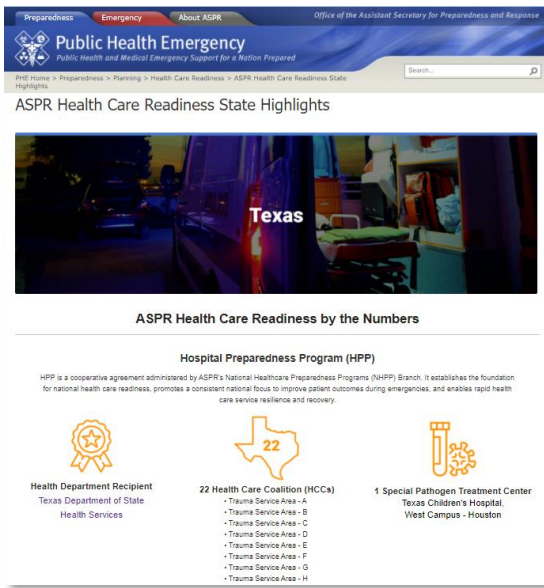 Preparedness
Emergency
About ASPR
Office of the Assistant Secretary for Preparedness and Response
Public Health Emergency
Public Health and Medical Emergency Support for a Nation Prepared
Search...
PHE Home > Preparedness > Planning > Health Care Readiness > ASPR Health Care Readiness State
Highlights
ASPR Health Care Readiness State Highlights
Texas
ASPR Health Care Readiness by the Numbers
Hospital Preparedness Program (HPP)
HPP is a cooperative agreement administered by ASPR's National Healthcare Preparedness Programs (NHPP) Branch. It establishes the foundation
for national health care readiness, promotes a consistent national focus to improve patient outcomes during emergencies, and enables rapid health
care service resilience and recovery.
Health Department Recipient
Texas Department of State
Health Services
22
22 Health Care Coalition (HCCs)
• Trauma Service Area - A
• Trauma Service Area - B
• Trauma Service Area - C
• Trauma Service Area - D
• Trauma Service Area - E
• Trauma Service Area - F
• Trauma Service Area - G
• Trauma Service Area - H
1 Special Pathogen Treatment Center
Texas Children's Hospital,
West Campus - Houston